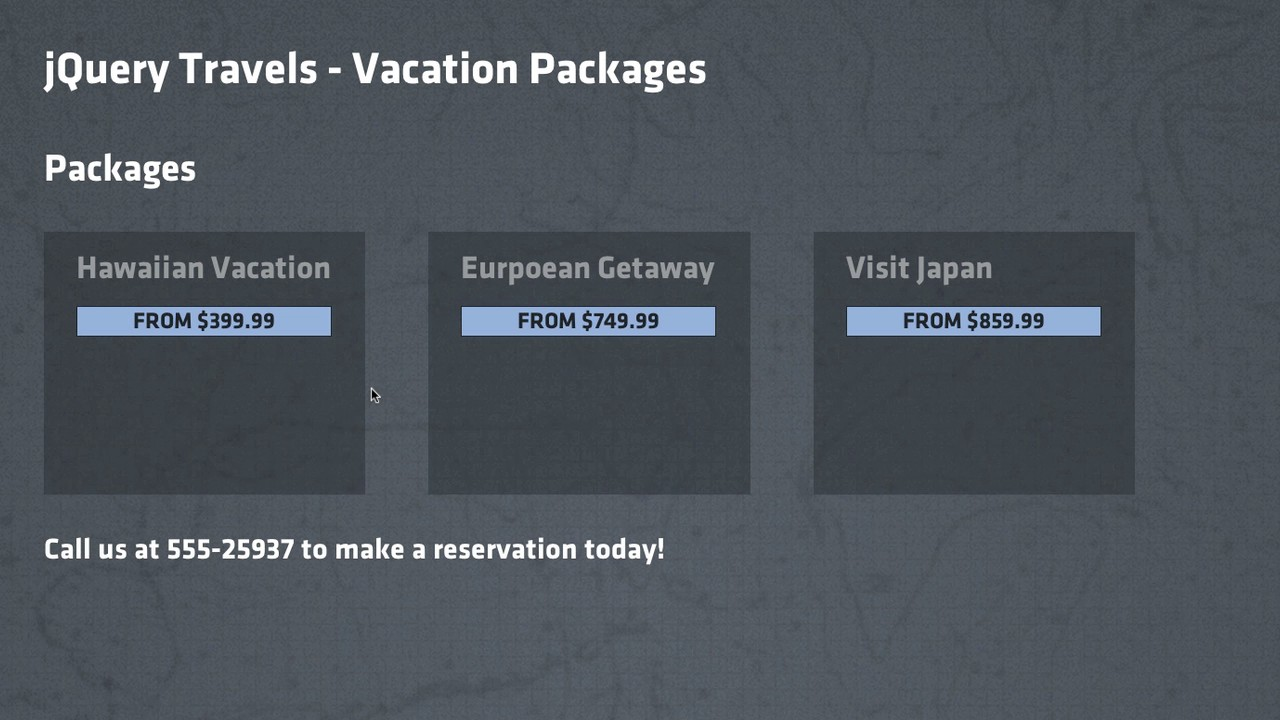 jQuery Travels - Vacation Packages
Packages
Hawaiian Vacation
FROM $399.99
Eurpoean Getaway
FROM $749.99
Visit Japan
FROM $859.99
Call us at 555-25937 to make a reservation today!